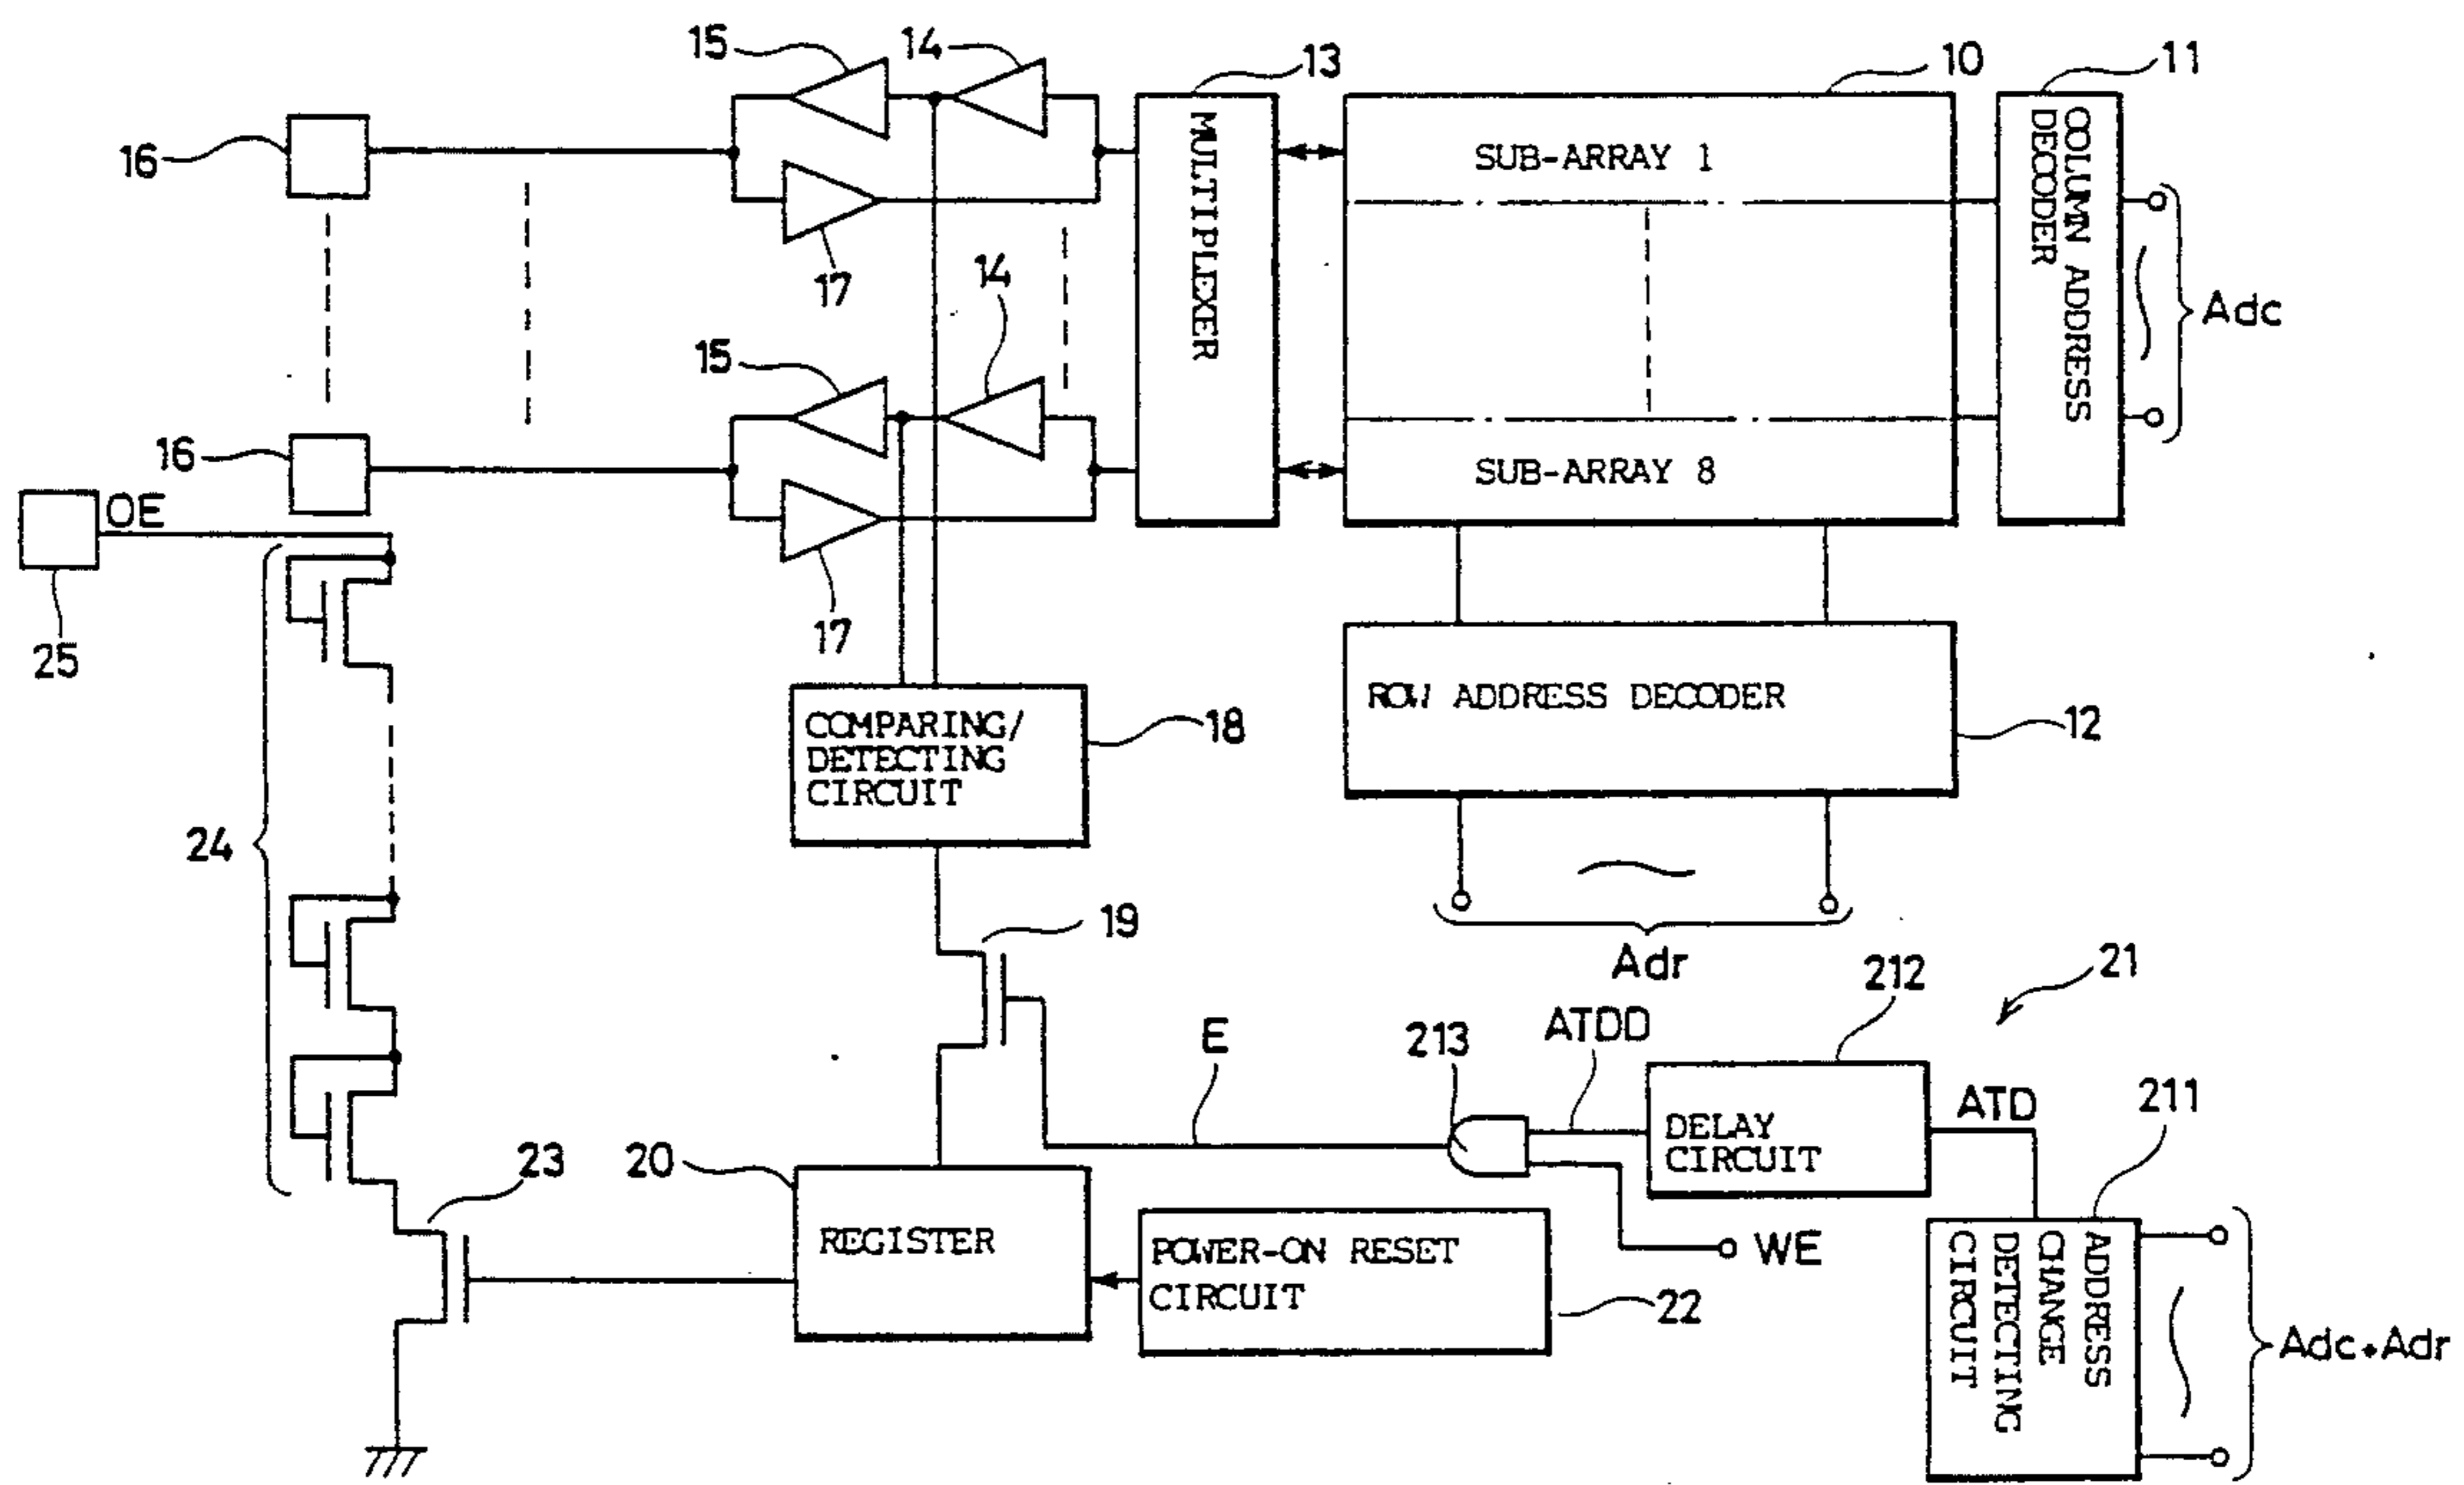 15
14
13
10
11
16
MULTIPLEXER
SUB-ARRAY 1
COLUMN ADDRESS
DECODER
Adc
17
14
15
16
SUB-ARRAY 8
OE
25
17
COMPARING/
DETECTING
CIRCUIT
18
ROW ADDRESS DECODER
12
24
19
Adr
21
212
E
213
ATDD
DELAY
CIRCUIT
ATD
211
23
20
REGISTER
POWER-ON RESET
CIRCUIT
22
WE
ADDRESS
CHANGE
DETECTING
CIRCUIT
Adc•Adr